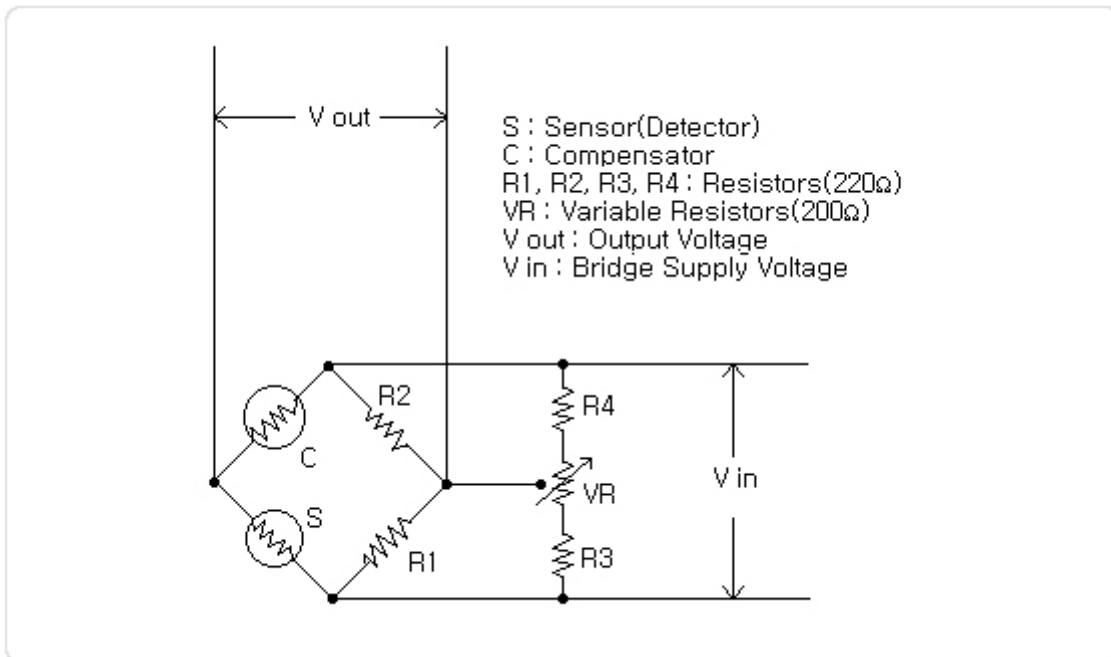 V out
S : Sensor(Detector)
C : Compensator
R1, R2, R3, R4 : Resistors(220Ω)
VR : Variable Resistors(200Ω)
V out : Output Voltage
V in : Bridge Supply Voltage
R2
R4
C
V in
VR
S
R1
R3